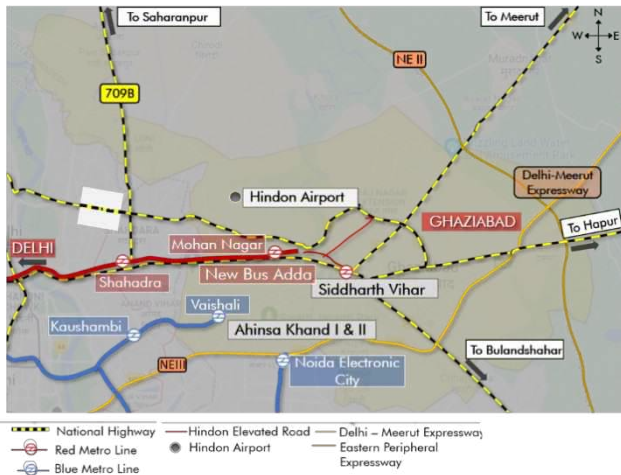 To Saharanpur
To Meerut
N
W E
S
NE II
709B
Delhi-Meerut
Expressway
Hindon Airport
GHAZIABAD
To Hapur
DELHI
Mohan Nagar
New Bus Adda
Shahadra
Siddharth Vihar
Vaishali
Kaushambi
Ahinsa Khand I & II
To Bulandshahar
NEIII
Noida Electronic
City
National Highway
Hindon Elevated Road
Delhi – Meerut Expressway
Red Metro Line
Hindon Airport
Eastern Peripheral
Expressway
Blue Metro Line